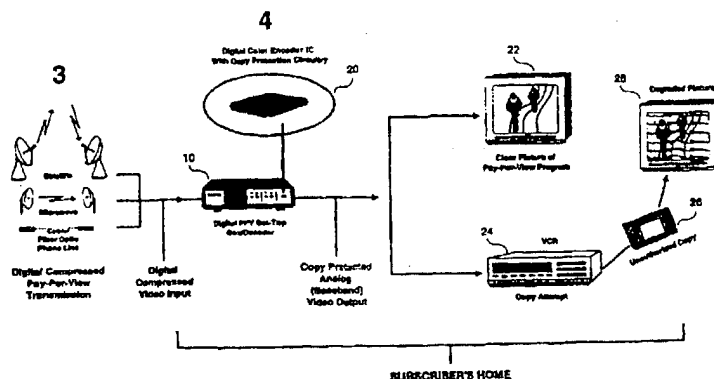 4
Digital Color Encoder IC
With Copy Protection Circuitry
20
3
22
28
Degraded Picture
10
Satellite
Microwave
Cable
Fiber Optic
Phone Line
Digital PPV Set-Top
Box/Decoder
Clear Picture of
Pay-Per-View Program
24
VCR
26
Unauthorized Copy
Copy Attempt
Digital Compressed
Pay-Per-View
Transmission
Digital
Compressed
Video Input
Copy Protected
Analog
(Baseband)
Video Output
SUBSCRIBER'S HOME